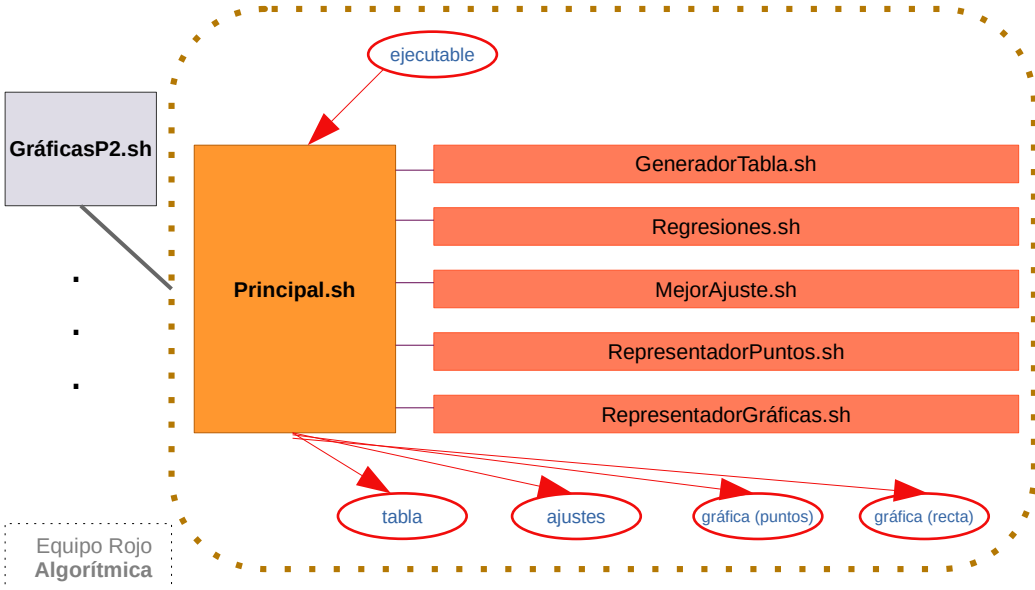 ejecutable
GráficasP2.sh
Principal.sh
GeneradorTabla.sh
Regresiones.sh
MejorAjuste.sh
RepresentadorPuntos.sh
RepresentadorGráficas.sh
.
.
.
tabla
ajustes
gráfica (puntos)
gráfica (recta)
Equipo Rojo
Algorítmica